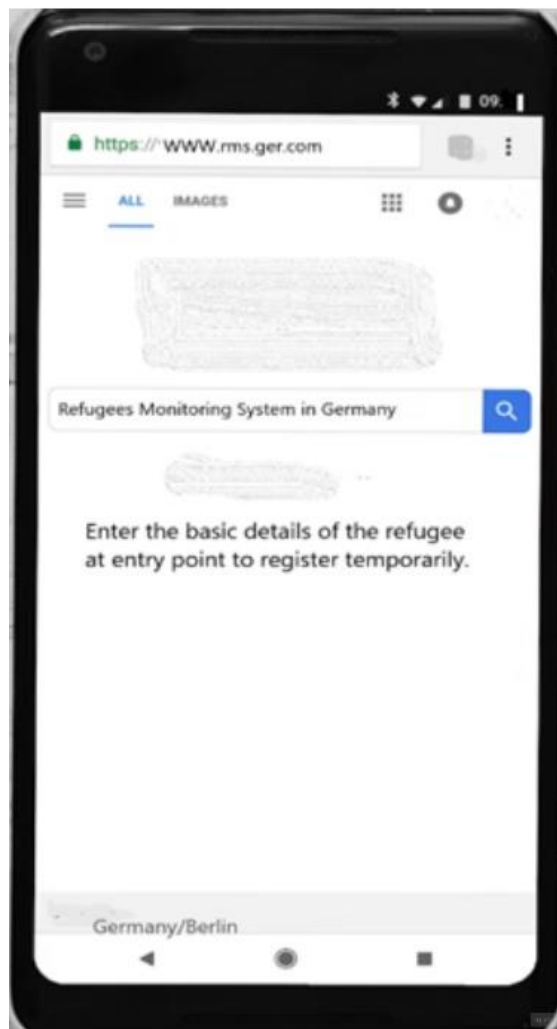 09:
https:// WWW.rms.ger.com
ALL IMAGES
Refugees Monitoring System in Germany
Enter the basic details of the refugee
at entry point to register temporarily.
Germany/Berlin